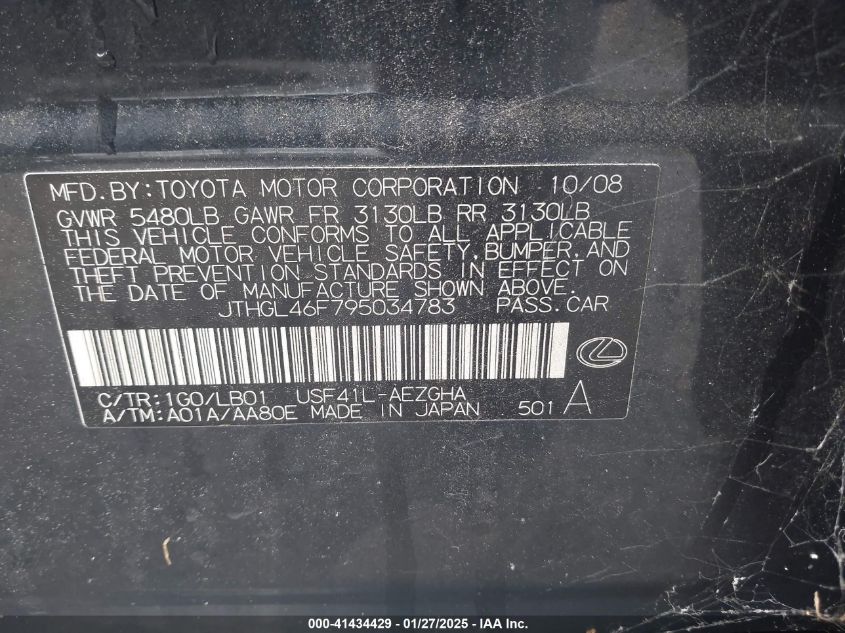 MFD.BY:TOYOTA MOTOR CORPORATION 10/08
GVWR 5480LB GAWR FR 3130LB RR 3130LB
THIS VEHICLE CONFORMS TO ALL APPLICABLE
FEDERAL MOTOR VEHICLE SAFETY,BUMPER,AND
THEFT PREVENTION STANDARDS IN EFFECT ON
THE DATE OF MANUFACTURE SHOWN ABOVE.
JTHGL46F795034783 PASS.CAR
C/TR:1G0/LB01 USF41L-AEZGHA
A/TM:A01A/AA80E MADE IN JAPAN 501 A
000-41434429 - 01/27/2025 - IAA Inc.